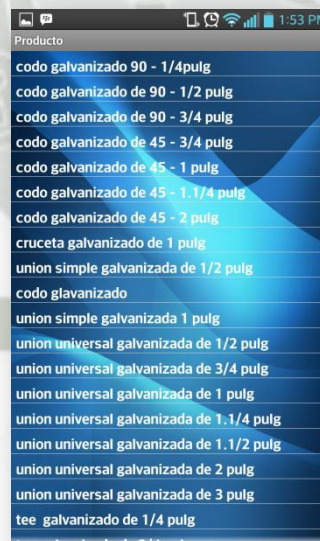 1:53 PM
Producto
codo galvanizado 90 - 1/4pulg
codo galvanizado de 90 - 1/2 pulg
codo galvanizado de 90 - 3/4 pulg
codo galvanizado de 45 - 3/4 pulg
codo galvanizado de 45 - 1 pulg
codo galvanizado de 45 - 1.1/4 pulg
codo galvanizado de 45 - 2 pulg
cruceta galvanizado de 1 pulg
union simple galvanizada de 1/2 pulg
codo glavanizado
union simple galvanizada 1 pulg
union universal galvanizada de 1/2 pulg
union universal galvanizada de 3/4 pulg
union universal galvanizada de 1 pulg
union universal galvanizada de 1.1/4 pulg
union universal galvanizada de 1.1/2 pulg
union universal galvanizada de 2 pulg
union universal galvanizada de 3 pulg
tee galvanizado de 1/4 pulg